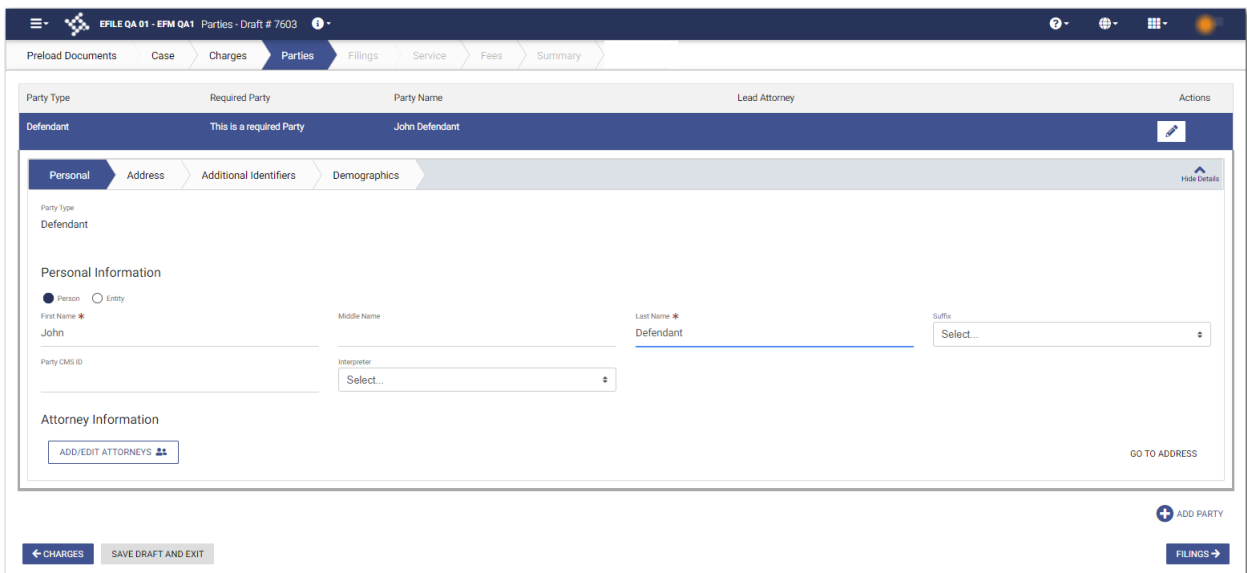 EFILE QA 01 - EFM QA1 Parties - Draft # 7603
Preload Documents Case Charges Parties Filings Service Fees Summary
Party Type Required Party Party Name Lead Attorney Actions
Defendant This is a required Party John Defendant
Personal Address Additional Identifiers Demographics Hide Details
Party Type
Defendant
Personal Information
Person Entity
First Name * Middle Name Last Name * Suffix
John Defendant Select...
Party CMS ID Interpreter
Select...
Attorney Information
ADD/EDIT ATTORNEYS GO TO ADDRESS
ADD PARTY
CHARGES SAVE DRAFT AND EXIT FILINGS